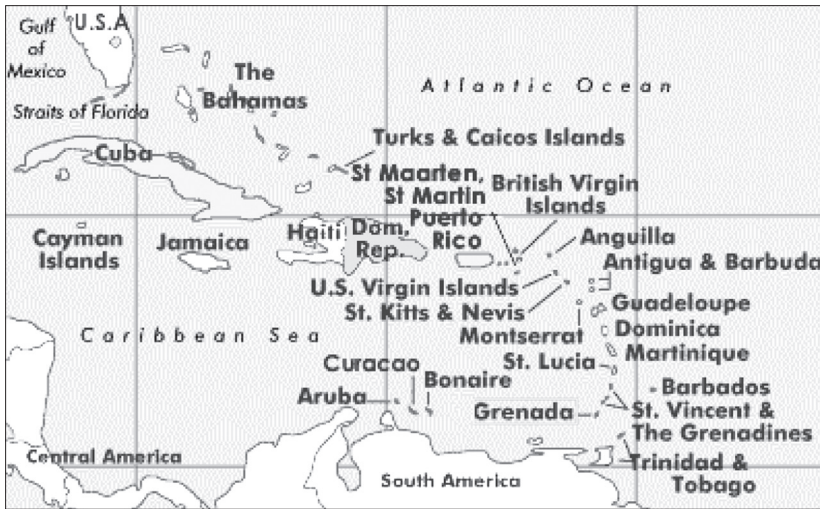 Gulf
of
Mexico
U.S.A
Straits of Florida
The
Bahamas
Atlantic Ocean
Turks & Caicos Islands
Cuba
St Maarten,
St Martin
British Virgin
Islands
Puerto
Rico
Cayman
Islands
Jamaica
Haiti
Dom.
Rep.
Anguilla
Antigua & Barbuda
U.S. Virgin Islands
St. Kitts & Nevis
Montserrat
Guadeloupe
Dominica
Martinique
Caribbean Sea
St. Lucia
Curacao
Bonaire
Aruba
Barbados
Grenada
St. Vincent &
The Grenadines
Central America
South America
Trinidad &
Tobago